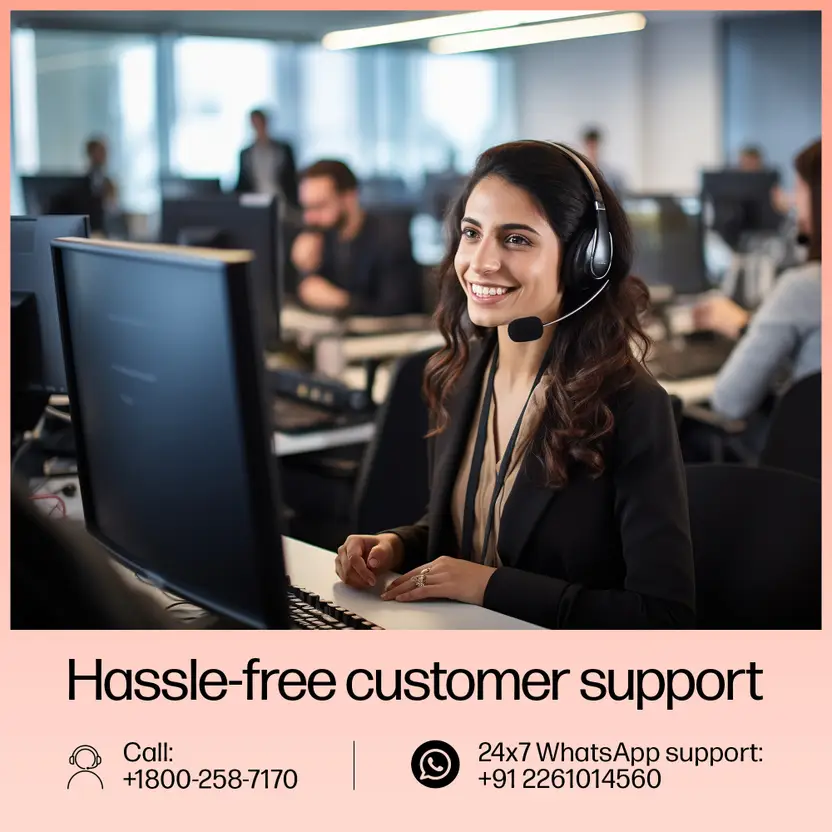 Hassle-free customer support
Call:
+1800-258-7170
24x7 WhatsApp support:
+91 2261014560